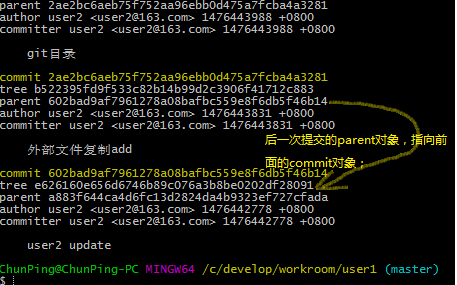 parent 2ae2bc6aeb75f752aa96ebb0d475a7fcba4a3281
author user2 <user2@163.com> 1476443988 +0800
committer user2 <user2@163.com> 1476443988 +0800
git目录
commit 2ae2bc6aeb75f752aa96ebb0d475a7fcba4a3281
tree b522395fd9f533c82b14b99d2c3906f41712c883
parent 602bad9af7961278a08bafbc559e8f6db5f46b14
author user2 <user2@163.com> 1476443831 +0800
committer user2 <user2@163.com> 1476443831 +0800
后一次提交的parent对象，指向前
面的commit对象；
外部文件复制add
commit 602bad9af7961278a08bafbc559e8f6db5f46b14
tree e626160e656d6746b89c076a3b8be0202df28091
parent a883f644ca4d6fc13d2824da4b9323ef727cfada
author user2 <user2@163.com> 1476442778 +0800
committer user2 <user2@163.com> 1476442778 +0800
user2 update
ChunPing@ChunPing-PC MINGW64 /c/develop/workroom/user1 (master)
$